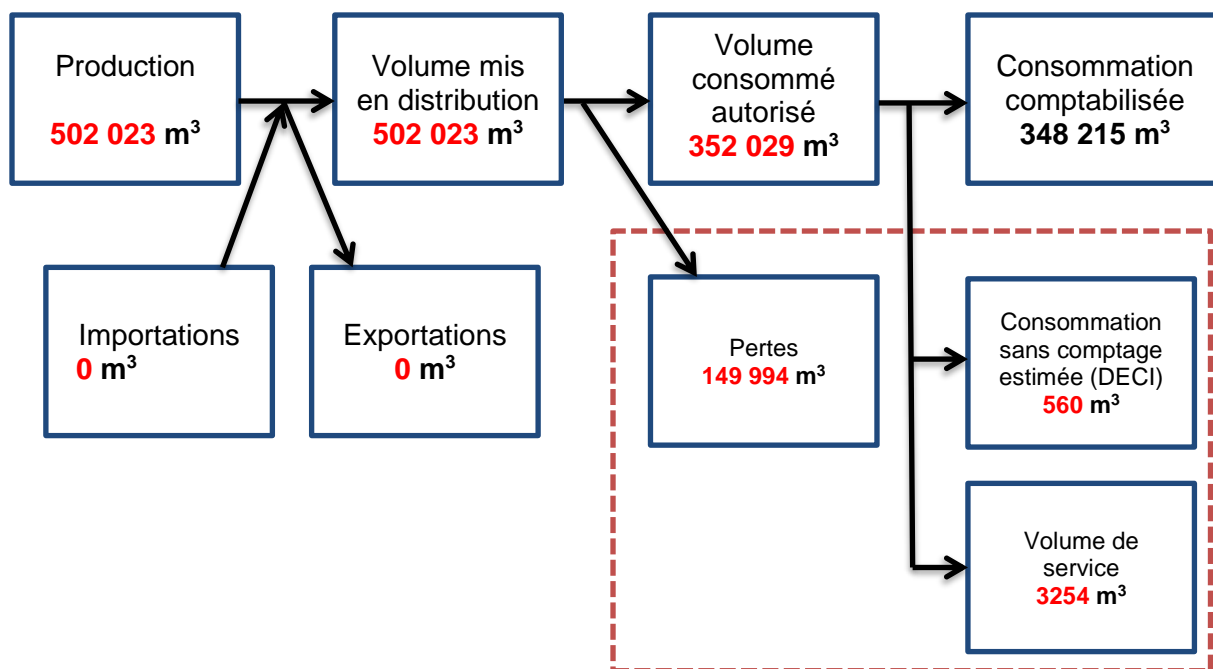 Production
502 023 m³
Volume mis
en distribution
502 023 m³
Volume
consommé
autorisé
352 029 m³
Consommation
comptabilisée
348 215 m³
Importations
0 m³
Exportations
0 m³
Pertes
149 994 m³
Consommation
sans comptage
estimée (DECI)
560 m³
Volume de
service
3254 m³